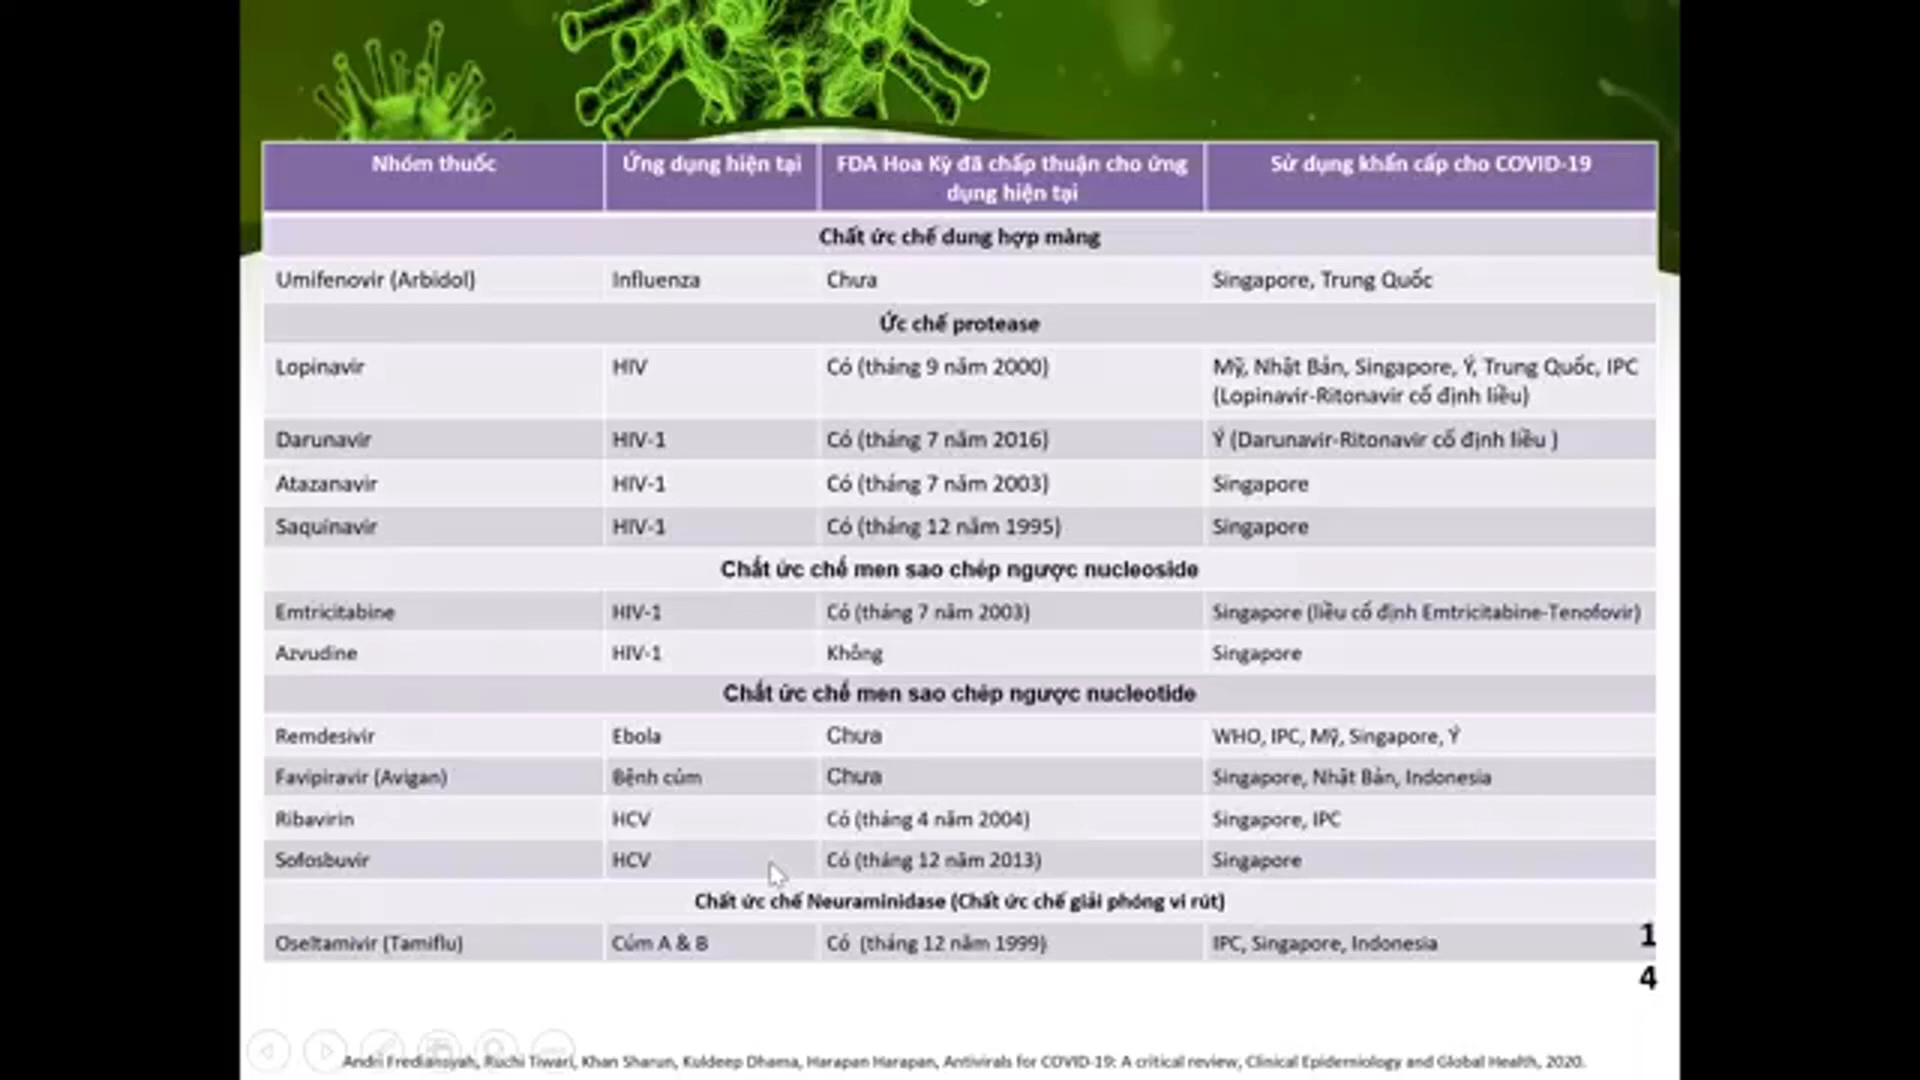 Nhóm thuốc
Ứng dụng hiện tại
FDA Hoa Kỳ đã chấp thuận cho ứng
dụng hiện tại
Sử dụng khẩn cấp cho COVID-19
Chất ức chế dung hợp màng
Umifenovir (Arbidol) Influenza Chưa Singapore, Trung Quốc
Ức chế protease
Lopinavir HIV Có (tháng 9 năm 2000) Mỹ, Nhật Bản, Singapore, Ý, Trung Quốc, IPC
(Lopinavir-Ritonavir cố định liều)
Darunavir HIV-1 Có (tháng 7 năm 2016) Ý (Darunavir-Ritonavir cố định liều )
Atazanavir HIV-1 Có (tháng 7 năm 2003) Singapore
Saquinavir HIV-1 Có (tháng 12 năm 1995) Singapore
Chất ức chế men sao chép ngược nucleoside
Emtricitabine HIV-1 Có (tháng 7 năm 2003) Singapore (liều cố định Emtricitabine-Tenofovir)
Azvudine HIV-1 Không Singapore
Chất ức chế men sao chép ngược nucleotide
Remdesivir Ebola Chưa WHO, IPC, Mỹ, Singapore, Ý
Favipiravir (Avigan) Bệnh cúm Chưa Singapore, Nhật Bản, Indonesia
Ribavirin HCV Có (tháng 4 năm 2004) Singapore, IPC
Sofosbuvir HCV Có (tháng 12 năm 2013) Singapore
Chất ức chế Neuraminidase (Chất ức chế giải phóng vi rút)
Oseltamivir (Tamiflu) Cúm A & B Có (tháng 12 năm 1999) IPC, Singapore, Indonesia
1
4
Andri Frediansyah, Ruchi Tiwari, Khan Sharun, Kuldeep Dhama, Harapan Harapan, Antivirals for COVID-19: A critical review, Clinical Epidemiology and Global Health, 2020.